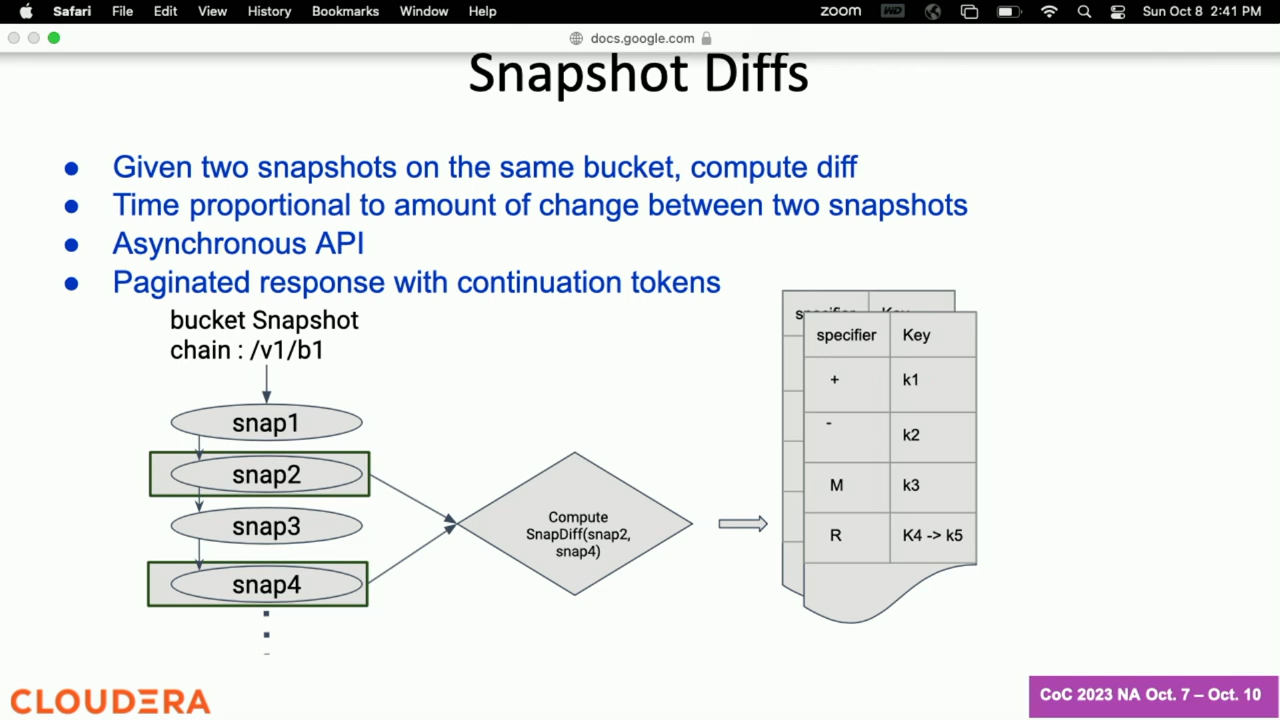 Safari File Edit View History Bookmarks Window Help zoom WD Sun Oct 8 2:41 PM
docs.google.com
Snapshot Diffs
● Given two snapshots on the same bucket, compute diff
● Time proportional to amount of change between two snapshots
● Asynchronous API
● Paginated response with continuation tokens
bucket Snapshot
chain : /v1/b1
snap1
snap2
snap3
snap4
Compute
SnapDiff(snap2,
snap4)
specifier Key
specifier Key
+ k1
- k2
M k3
R K4 -> k5
CLOUDERA
CoC 2023 NA Oct. 7 – Oct. 10